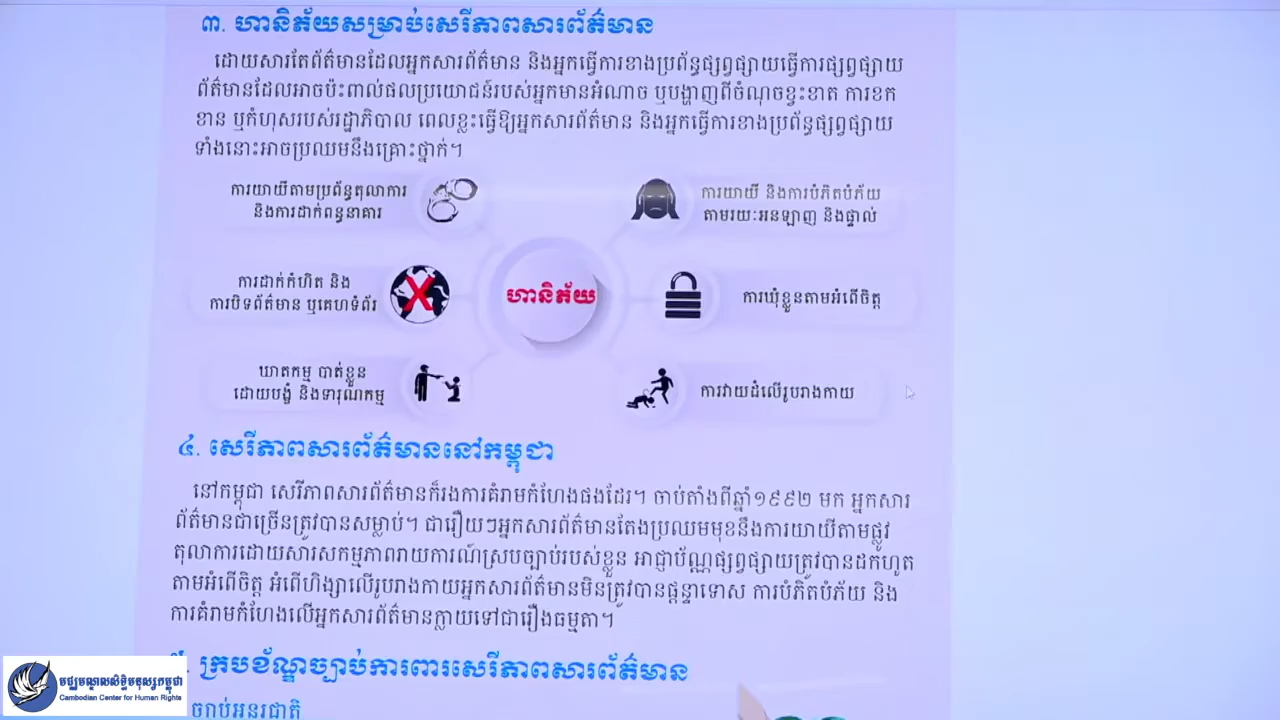 ៣. ហានិភ័យសម្រាប់សេរីភាពសារព័ត៌មាន
ដោយសារតែព័ត៌មានដែលអ្នកសារព័ត៌មាន និងអ្នកធ្វើការខាងប្រព័ន្ធផ្សព្វផ្សាយធ្វើការផ្សព្វផ្សាយ
ព័ត៌មានដែលអាចប៉ះពាល់ផលប្រយោជន៍របស់អ្នកមានអំណាច ឬបង្ហាញពីចំណុចខ្វះខាត ការខក
ខាន ឬកំហុសរបស់រដ្ឋាភិបាល ពេលខ្លះធ្វើឱ្យអ្នកសារព័ត៌មាន និងអ្នកធ្វើការខាងប្រព័ន្ធផ្សព្វផ្សាយ
ទាំងនោះអាចប្រឈមនឹងគ្រោះថ្នាក់។
ការយាយីតាមប្រព័ន្ធតុលាការ
និងការដាក់ពន្ធនាគារ
ការយាយី និងការបំភិតបំភ័យ
តាមរយៈអនឡាញ និងផ្ទាល់
ការដាក់កំហិត និង
ការបិទព័ត៌មាន ឬគេហទំព័រ
ហានិភ័យ
ការឃុំខ្លួនតាមអំពើចិត្ត
ឃាតកម្ម បាត់ខ្លួន
ដោយបង្ខំ និងទារុណកម្ម
ការវាយដំលើរូបរាងកាយ
៤. សេរីភាពសារព័ត៌មាននៅកម្ពុជា
នៅកម្ពុជា សេរីភាពសារព័ត៌មានក៏រងការគំរាមកំហែងផងដែរ។ ចាប់តាំងពីឆ្នាំ១៩៩២ មក អ្នកសារ
ព័ត៌មានជាច្រើនត្រូវបានសម្លាប់។ ជារឿយៗអ្នកសារព័ត៌មានតែងប្រឈមមុខនឹងការយាយីតាមផ្លូវ
តុលាការដោយសារសកម្មភាពរាយការណ៍ស្របច្បាប់របស់ខ្លួន អាជ្ញាប័ណ្ណផ្សព្វផ្សាយត្រូវបានដកហូត
តាមអំពើចិត្ត អំពើហិង្សាលើរូបរាងកាយអ្នកសារព័ត៌មានមិនត្រូវបានផ្តន្ទាទោស ការបំភិតបំភ័យ និង
ការគំរាមកំហែងលើអ្នកសារព័ត៌មានក្លាយទៅជារឿងធម្មតា។
ក្របខ័ណ្ឌច្បាប់ការពារសេរីភាពសារព័ត៌មាន
ច្បាប់អន្តរជាតិ
មជ្ឈមណ្ឌលសិទ្ធិមនុស្សកម្ពុជា
Cambodian Center for Human Rights